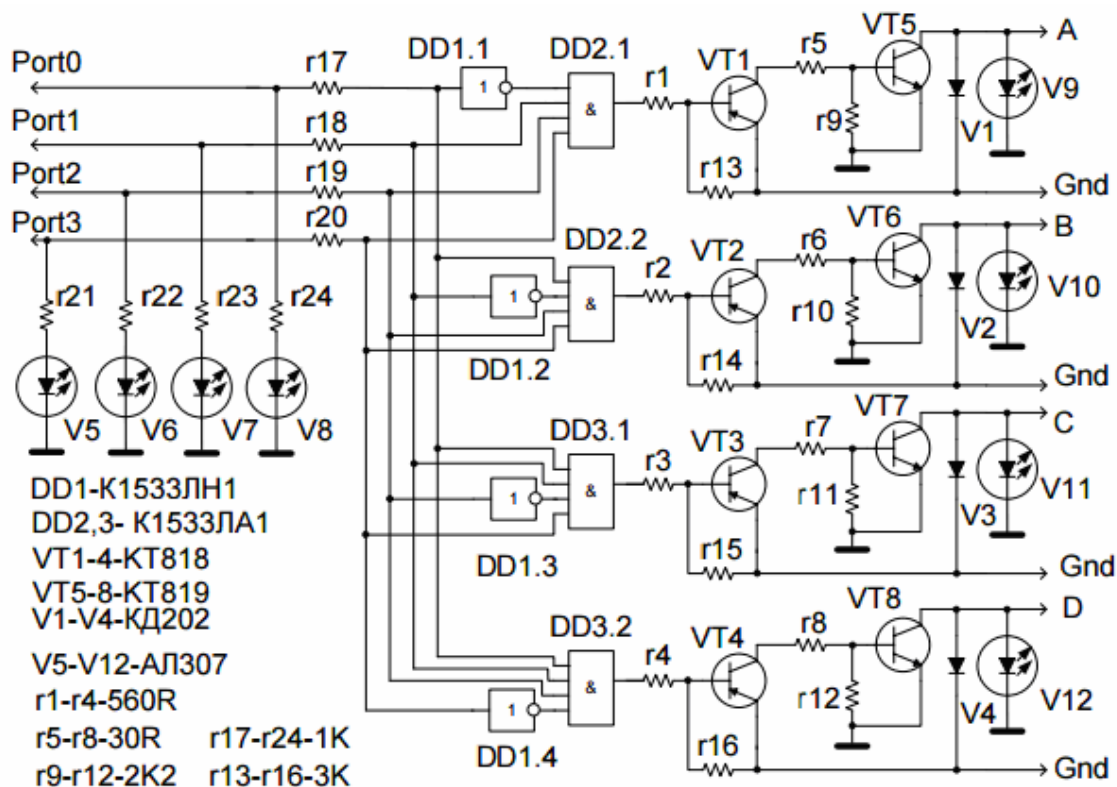 Port0
r17
DD1.1
1
DD2.1
&
r1
VT1
r5
VT5
A
V9
V1
r9
r13
Gnd
Port1
r18
Port2
r19
Port3
r20
DD2.2
&
r2
VT2
r6
VT6
B
V10
V2
r10
r14
Gnd
1
DD1.2
r21
r22
r23
r24
V5
V6
V7
V8
DD3.1
&
r3
VT3
r7
VT7
C
V11
V3
r11
r15
Gnd
1
DD1.3
DD3.2
&
r4
VT4
r8
VT8
D
V12
V4
r12
r16
Gnd
1
DD1.4
DD1-К1533ЛН1
DD2,3- К1533ЛА1
VT1-4-КТ818
VT5-8-КТ819
V1-V4-КД202
V5-V12-АЛ307
r1-r4-560R
r5-r8-30R r17-r24-1K
r9-r12-2K2 r13-r16-3K